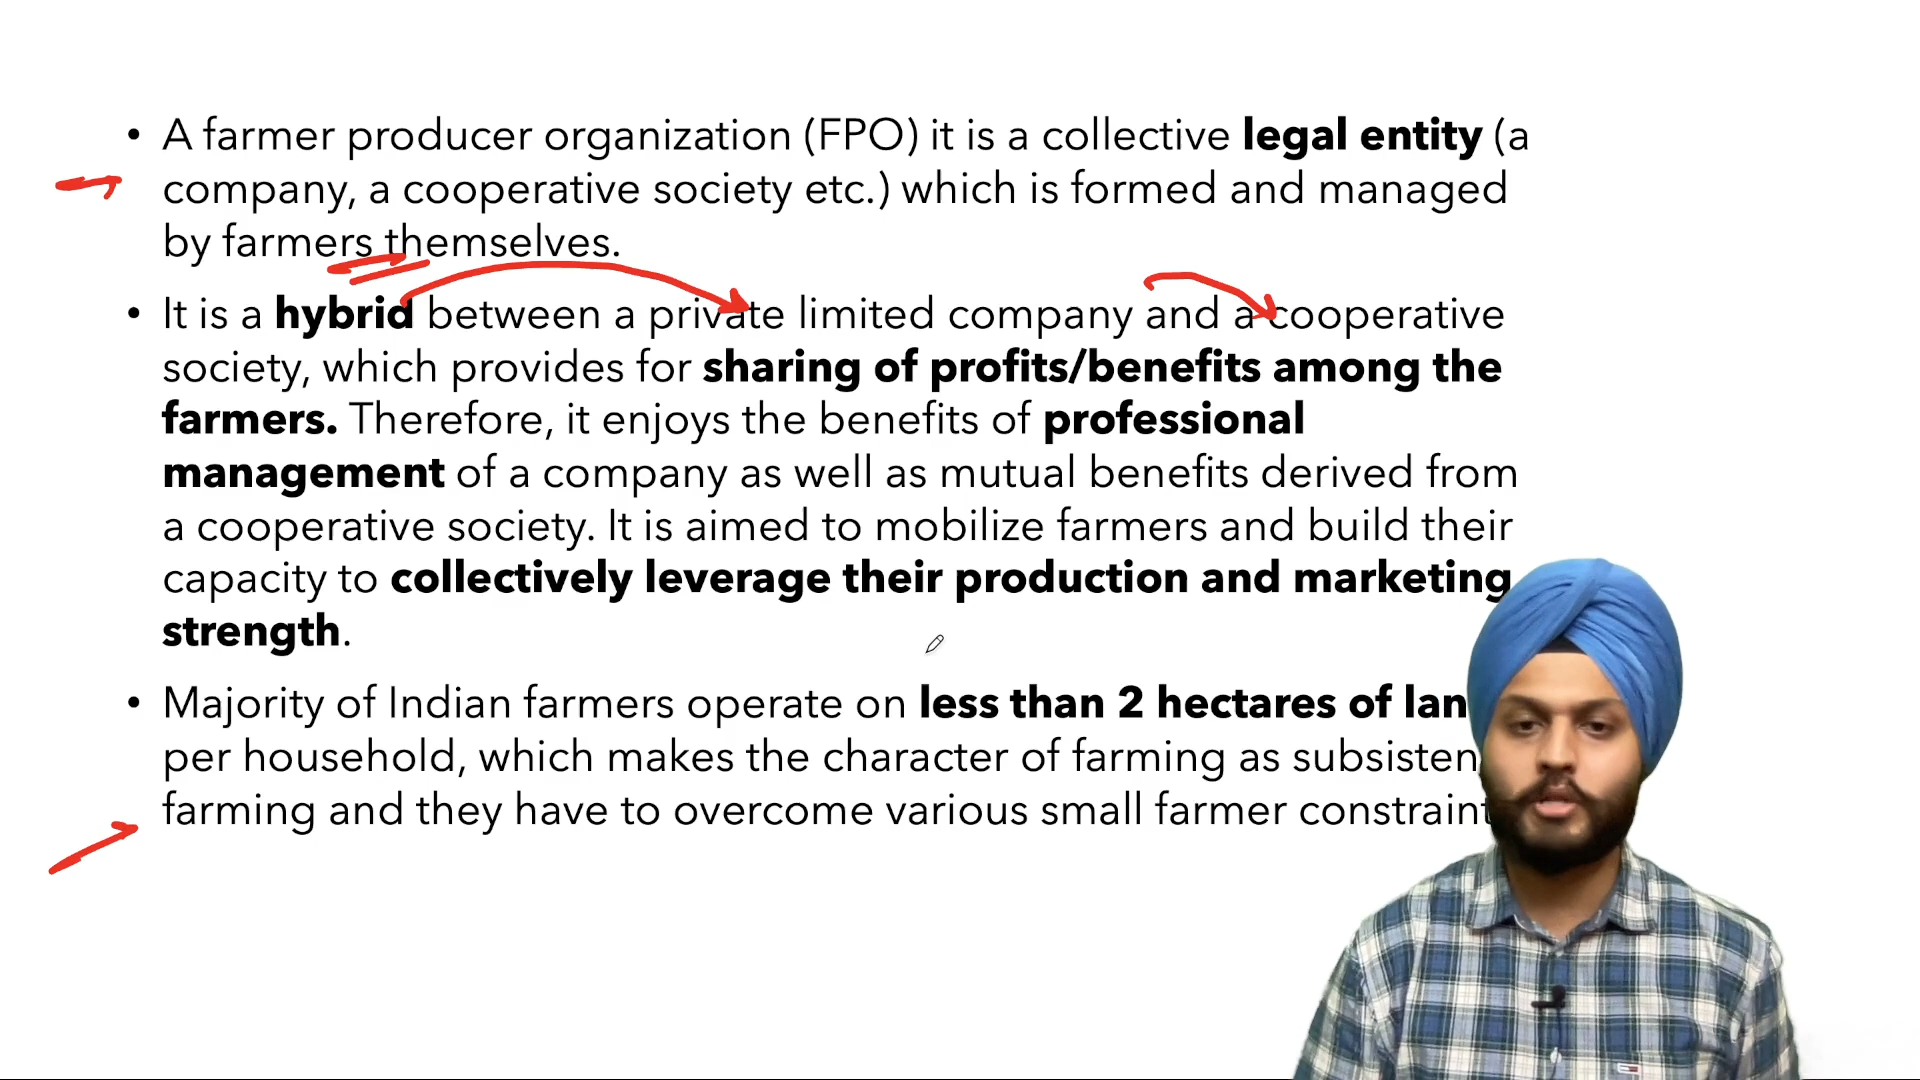 • A farmer producer organization (FPO) it is a collective legal entity (a
company, a cooperative society etc.) which is formed and managed
by farmers themselves.
• It is a hybrid between a private limited company and a cooperative
society, which provides for sharing of profits/benefits among the
farmers. Therefore, it enjoys the benefits of professional
management of a company as well as mutual benefits derived from
a cooperative society. It is aimed to mobilize farmers and build their
capacity to collectively leverage their production and marketing
strength.
• Majority of Indian farmers operate on less than 2 hectares of lan
per household, which makes the character of farming as subsisten
farming and they have to overcome various small farmer constraint